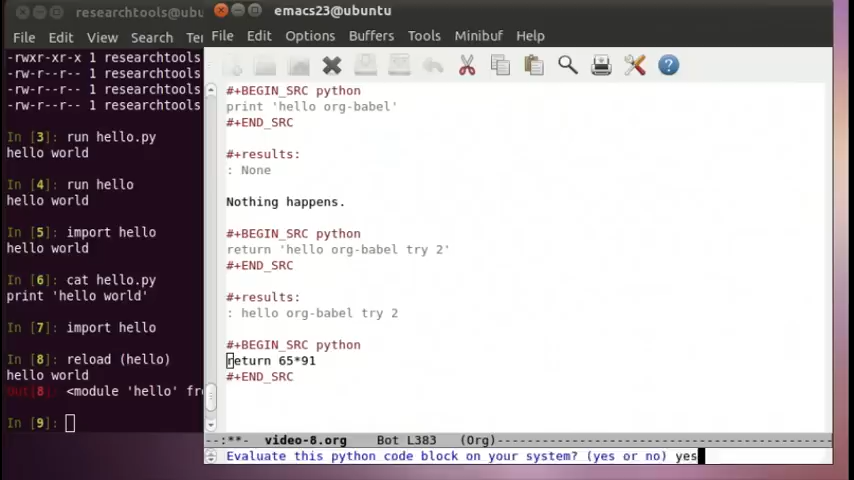 researchtools@ubu
File Edit View Search Te
-rwxr-xr-x 1 researchtools
-rw-r--r-- 1 researchtools
-rw-r--r-- 1 researchtools
-rw-r--r-- 1 researchtools
In [3]: run hello.py
hello world
In [4]: run hello
hello world
In [5]: import hello
hello world
In [6]: cat hello.py
print 'hello world'
In [7]: import hello
In [8]: reload (hello)
hello world
Out[8]: <module 'hello' fro
In [9]:
emacs23@ubuntu
File Edit Options Buffers Tools Minibuf Help
#+BEGIN_SRC python
print 'hello org-babel'
#+END_SRC
#+results:
: None
Nothing happens.
#+BEGIN_SRC python
return 'hello org-babel try 2'
#+END_SRC
#+results:
: hello org-babel try 2
#+BEGIN_SRC python
return 65*91
#+END_SRC
--:**- video-8.org Bot L383 (Org)
Evaluate this python code block on your system? (yes or no) yes